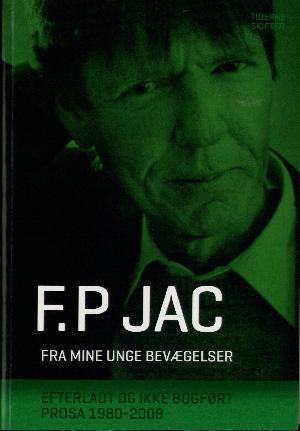 TIDERNE
SKIFTER
F.P JAC
FRA MINE UNGE BEVÆGELSER
EFTERLADT OG IKKE BOGFØRT
PROSA 1980-2008